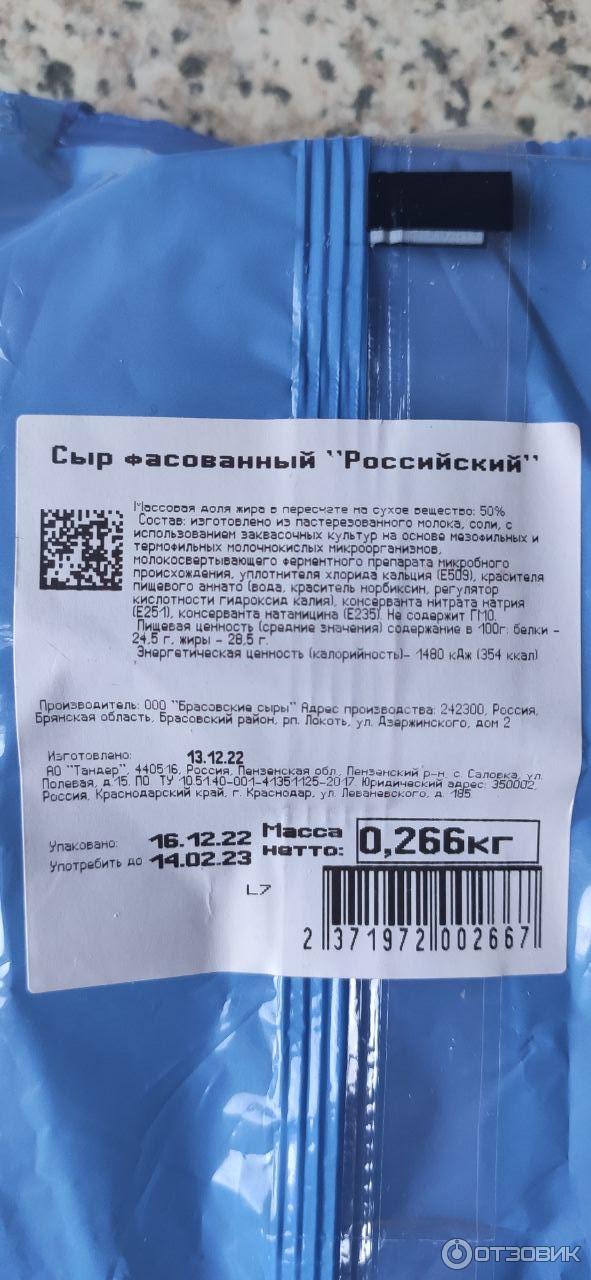 Сыр фасованный "Российский"
Массовая доля жира в пересчете на сухое вещество: 50%
Состав: изготовлено из пастерезованного молока, соли, с
использованием заквасочных культур на основе мезофильных и
термофильных молочнокислых микроорганизмов,
молокосвертывающего ферментного препарата микробного
происхождения, уплотнителя хлорида кальция (Е509), красителя
пищевого аннато (вода, краситель норбиксин, регулятор
кислотности гидроксид калия), консерванта нитрата натрия
(Е251), консерванта натамицина (Е235). Не содержит ГМО.
Пищевая ценность (средние значения) содержание в 100г: белки -
24,5 г, жиры - 28,5 г.
Энергетическая ценность (калорийность)- 1480 кДж (354 ккал)
Производитель: ООО "Брасовские сыры" Адрес производства: 242300, Россия,
Брянская область, Брасовский район, рп. Локоть, ул. Дзержинского, дом 2
Изготовлено: 13.12.22
АО "Тандер", 440516, Россия, Пензенская обл., Пензенский р-н, с. Саловка, ул.
Полевая, д.15. ПО ТУ 10.51.40-001-41351125-2017. Юридический адрес: 350002,
Россия, Краснодарский край, г. Краснодар, ул. Леваневского, д. 185.
Упаковано: 16.12.22 Масса нетто: 0,266кг
Употребить до 14.02.23
L7
2 371972 002667
ОТЗОВИК